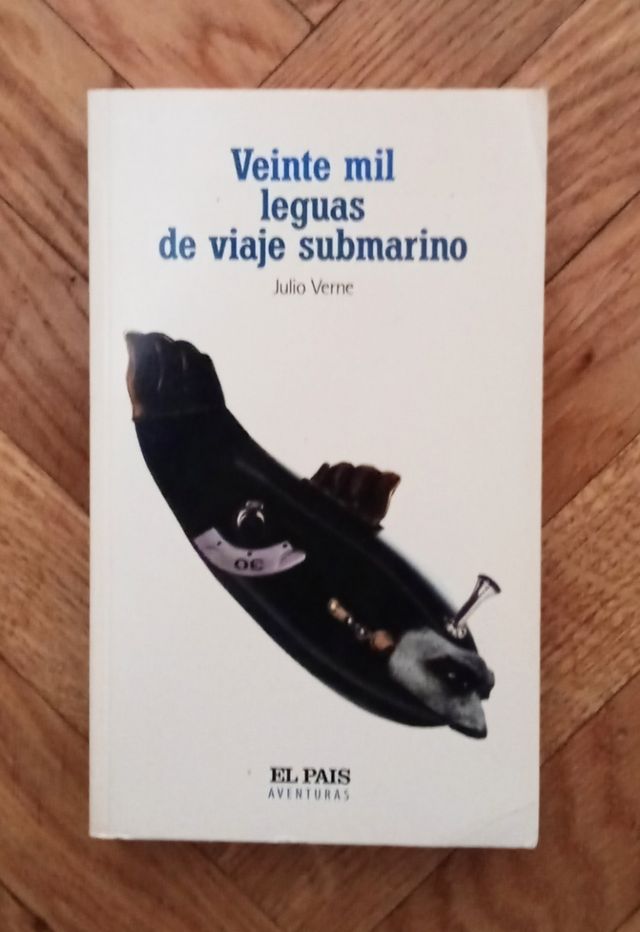 Veinte mil
leguas
de viaje submarino
Julio Verne
30
EL PAIS
AVENTURAS